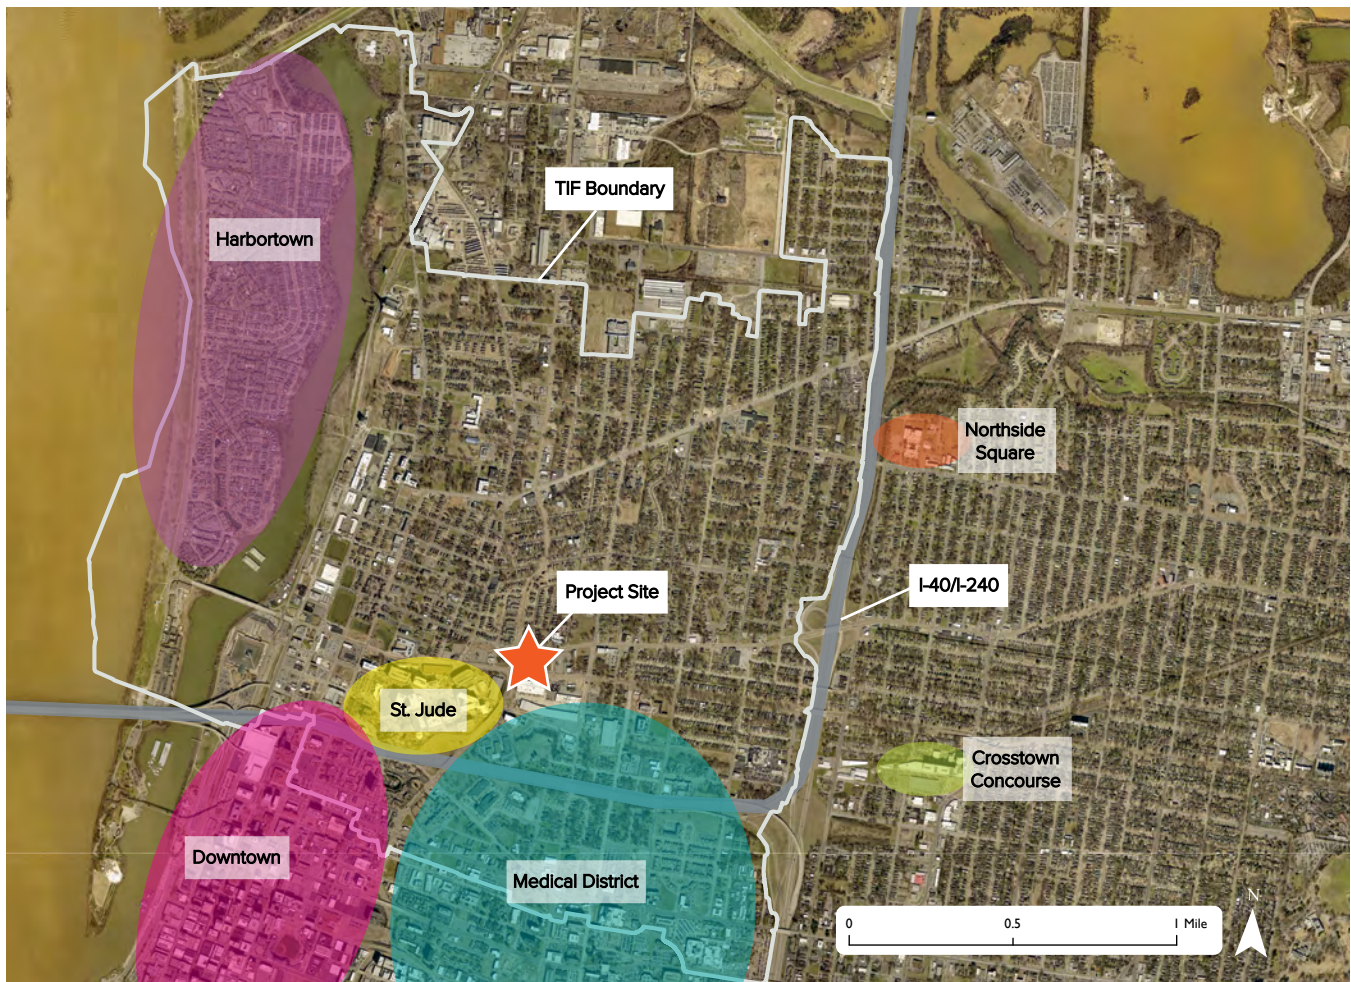 TIF Boundary
Harbortown
Northside
Square
I-40/I-240
Project Site
St. Jude
Crosstown
Concourse
Downtown
Medical District
N
0 0.5 1 Mile